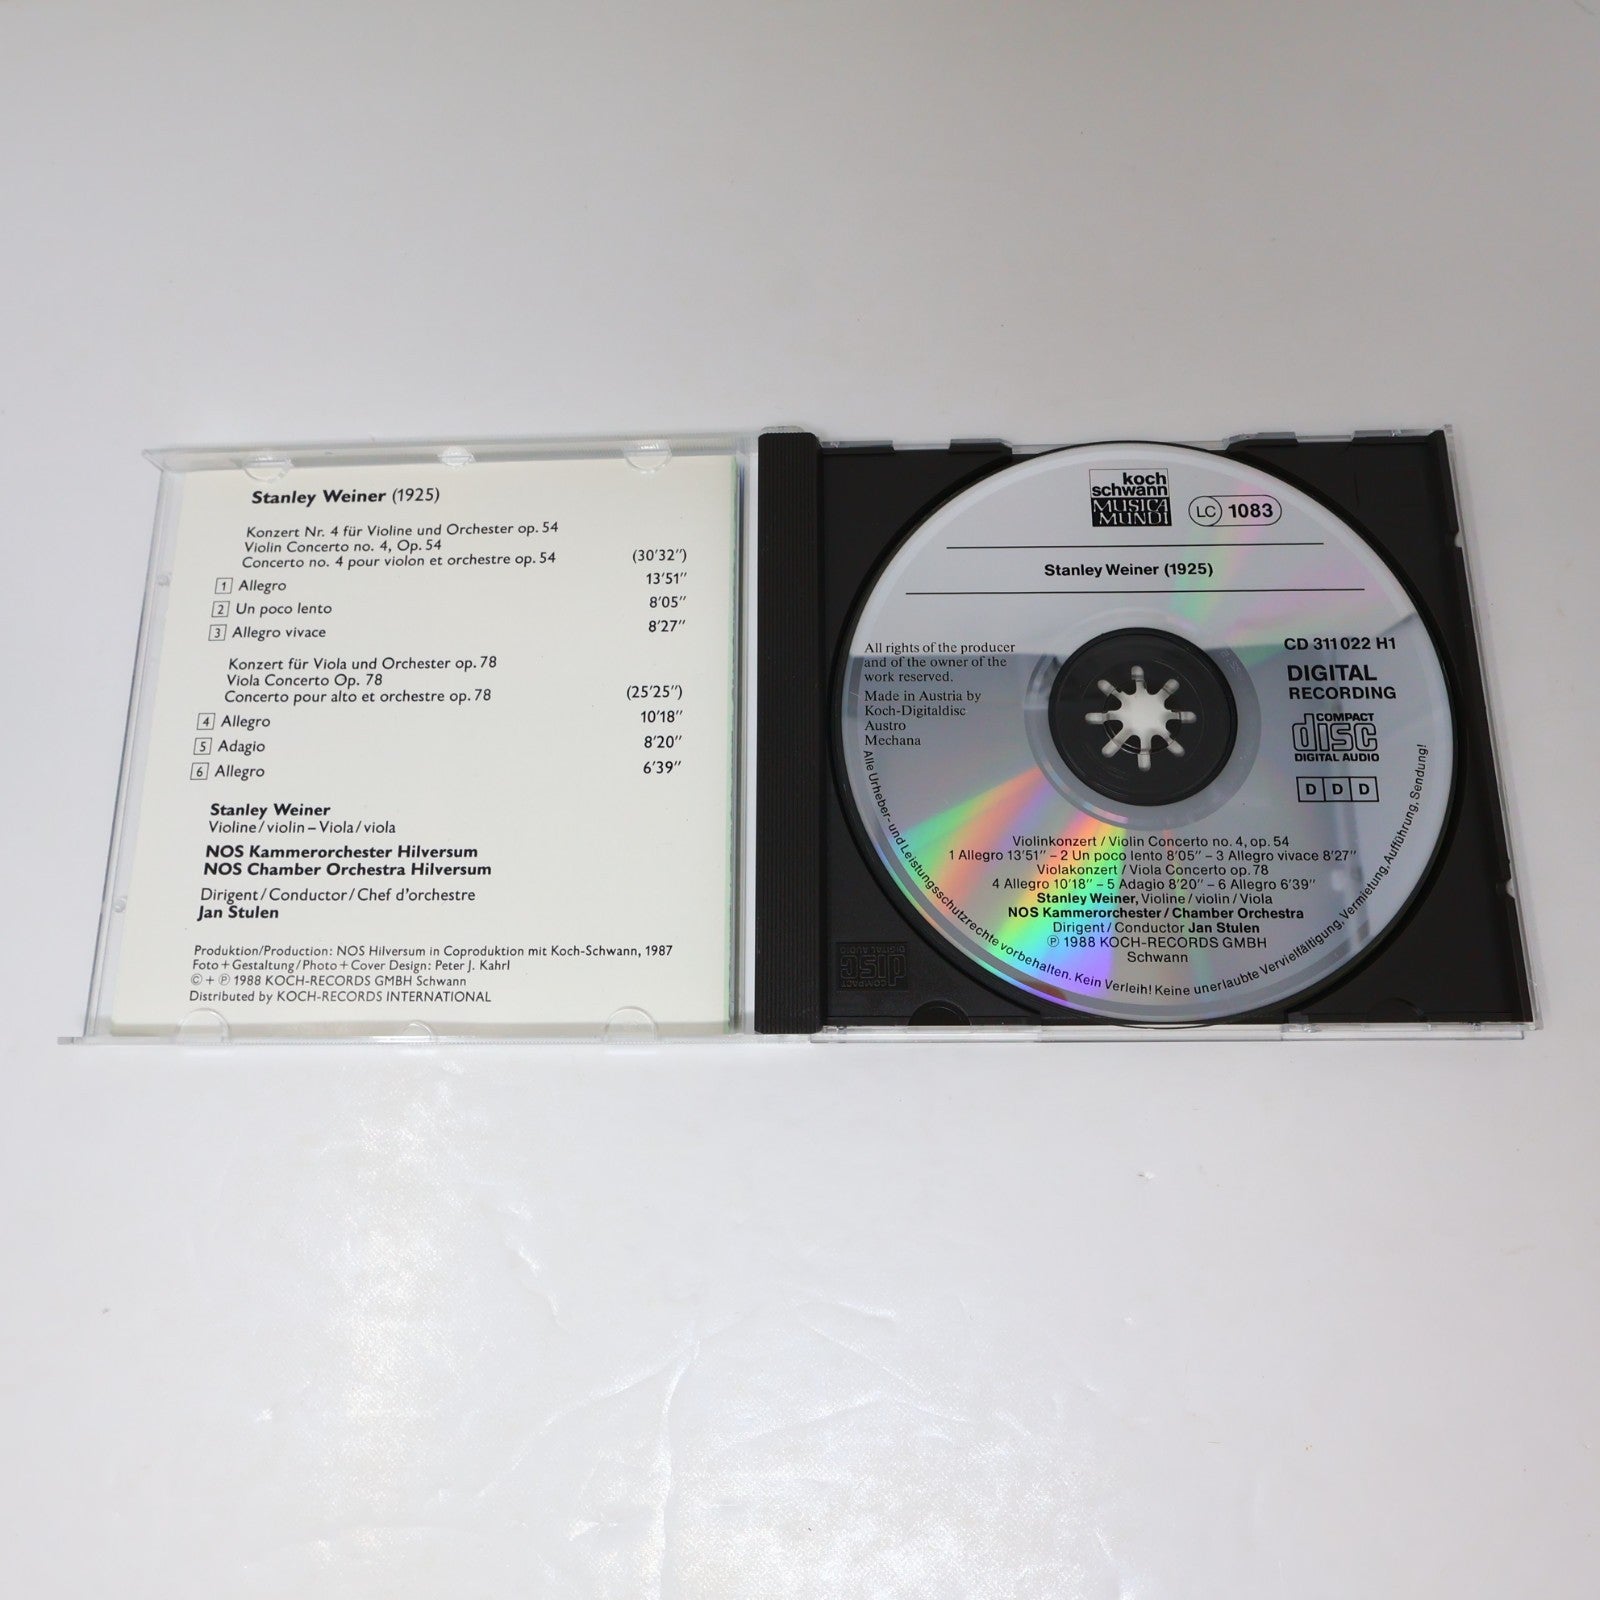 Stanley Weiner (1925)
Konzert Nr. 4 für Violine und Orchester op. 54
Violin Concerto no. 4, Op. 54
Concerto no. 4 pour violon et orchestre op. 54 (30'32")
1 Allegro 13'51"
2 Un poco lento 8'05"
3 Allegro vivace 8'27"
Konzert für Viola und Orchester op. 78
Viola Concerto Op. 78
Concerto pour alto et orchestre op. 78 (25'25")
4 Allegro 10'18"
5 Adagio 8'20"
6 Allegro 6'39"
Stanley Weiner
Violine/violin – Viola/viola
NOS Kammerorchester Hilversum
NOS Chamber Orchestra Hilversum
Dirigent/Conductor/Chef d'orchestre
Jan Stulen
Produktion/Production: NOS Hilversum in Coproduktion mit Koch-Schwann, 1987
Foto + Gestaltung/Photo + Cover Design: Peter J. Kahrl
© + ℗ 1988 KOCH-RECORDS GMBH Schwann
Distributed by KOCH-RECORDS INTERNATIONAL
koch
schwann
MUSICA
MUNDI
LC 1083
Stanley Weiner (1925)
All rights of the producer
and of the owner of the
work reserved.
Made in Austria by
Koch-Digitaldisc
Austro
Mechana
CD 311 022 H1
DIGITAL
RECORDING
COMPACT
disc
DIGITAL AUDIO
D D D
Violinkonzert / Violin Concerto no. 4, op. 54
1 Allegro 13'51" – 2 Un poco lento 8'05" – 3 Allegro vivace 8'27"
Violakonzert / Viola Concerto op. 78
4 Allegro 10'18" – 5 Adagio 8'20" – 6 Allegro 6'39"
Stanley Weiner, Violine / violin / Viola
NOS Kammerorchester / Chamber Orchestra
Dirigent / Conductor Jan Stulen
℗ 1988 KOCH-RECORDS GMBH
Schwann
Alle Urheber- und Leistungsschutzrechte vorbehalten. Kein Verleih! Keine unerlaubte Vervielfältigung, Vermietung, Aufführung, Sendung!
COMPACT
disc
DIGITAL AUDIO